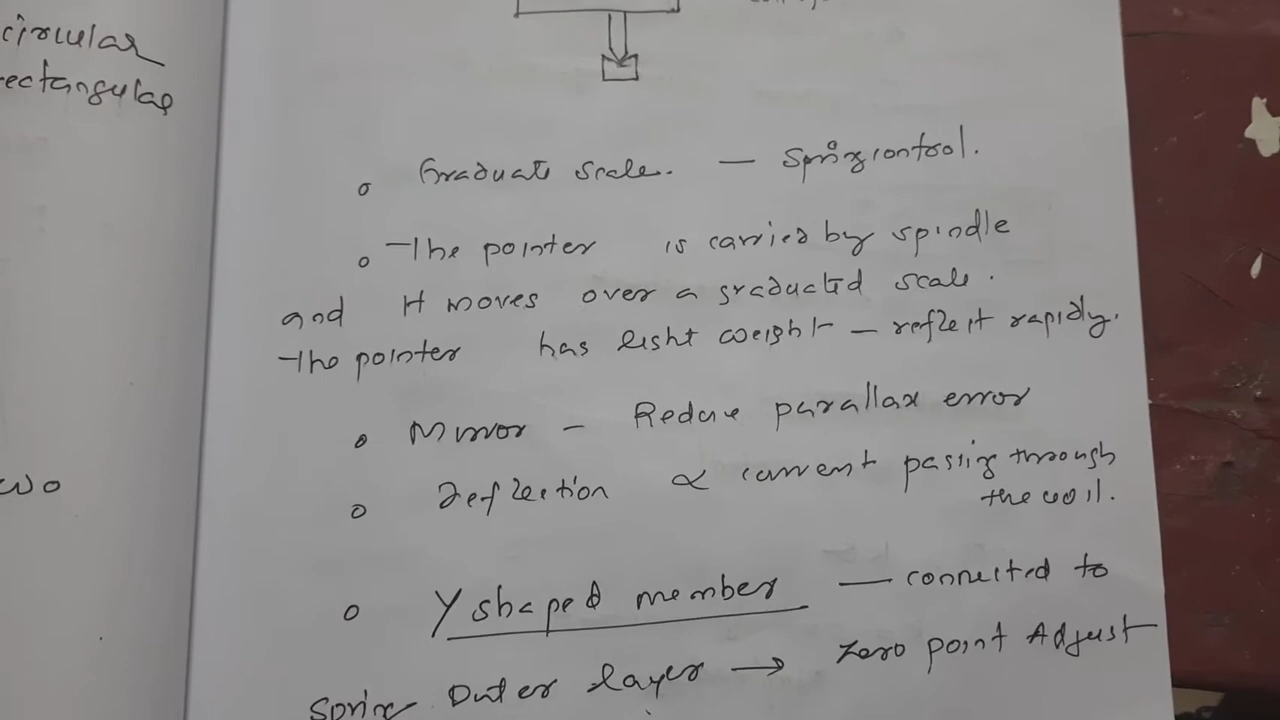 circular
rectangular
wo
Graduate scale. — Spring control.
The pointer is carried by spindle
and it moves over a graduated scale.
The pointer has light weight — reflect rapidly.
Mirror — Reduce parallax error
deflection ∝ current passing through
the coil.
Y shaped member — connected to
Spring Outer layer → Zero point Adjust